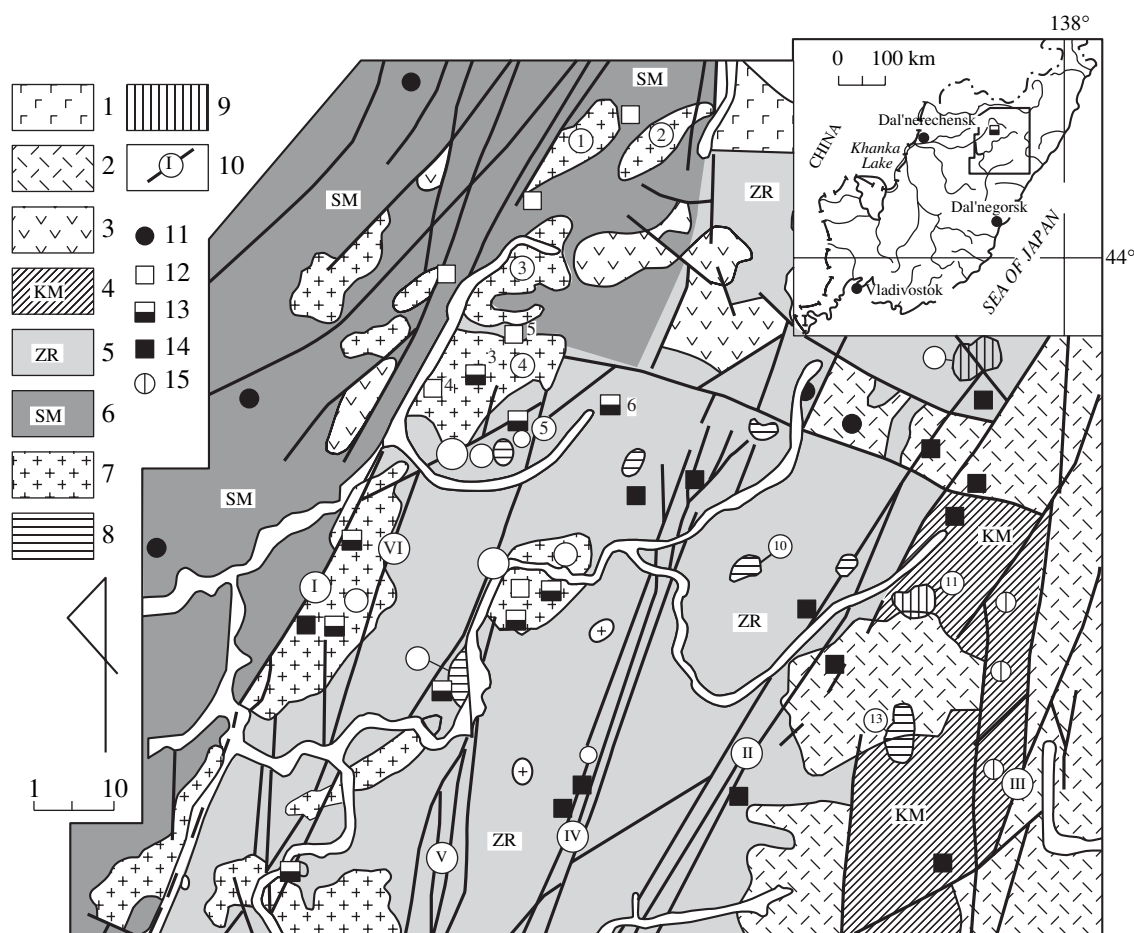 138°
0 100 km
Dal'nerechensk
CHINA
Khanka
Lake
Dal'negorsk
SEA OF JAPAN
44°
Vladivostok
1
2
3
KM 4
ZR 5
SM 6
7
8
9
I 10
11
12
13
14
15
1 10
SM
1
2
SM
ZR
3
5
3
4
4
6
5
SM
KM
VI
10
I
11
ZR
13
II
III
KM
IV
ZR
V